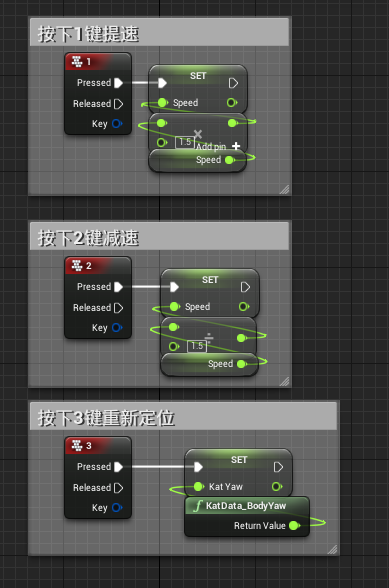 按下1键提速
1
SET
Pressed
Released
Speed
Key
×
1.5
Add pin +
Speed
按下2键减速
2
SET
Pressed
Released
Speed
Key
÷
1.5
Speed
按下3键重新定位
3
SET
Pressed
Released
Kat Yaw
Key
f KatData_BodyYaw
Return Value